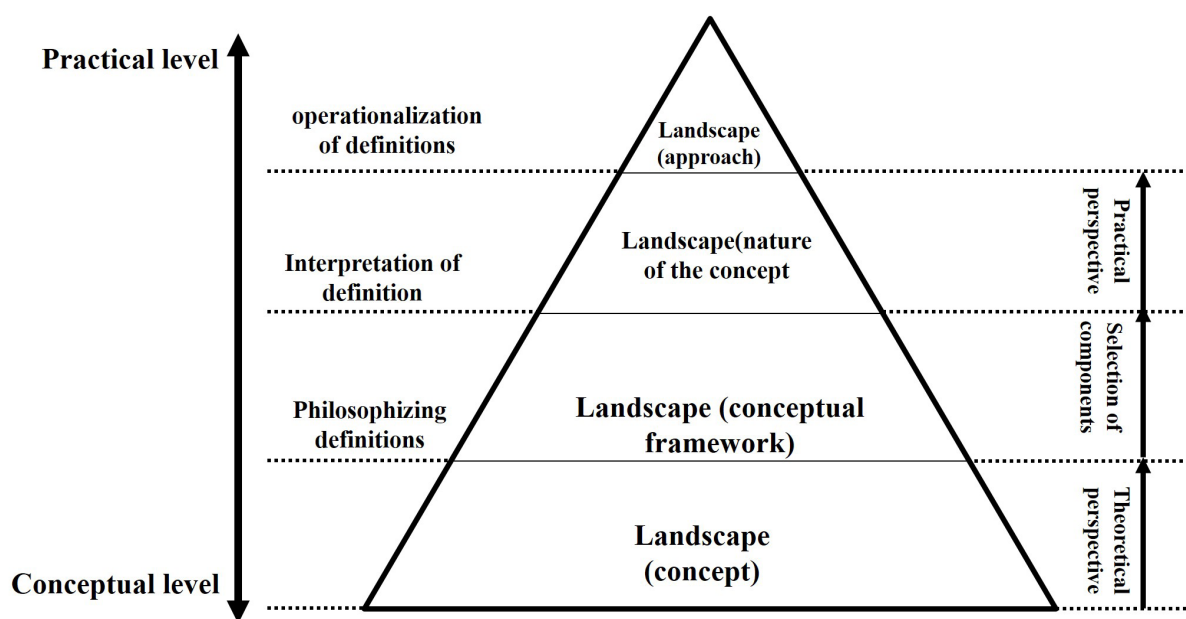 Practical level
operationalization
of definitions
Landscape
(approach)
Interpretation of
definition
Landscape(nature
of the concept
Practical
perspective
Philosophizing
definitions
Landscape (conceptual
framework)
Selection of
components
Conceptual level
Landscape
(concept)
Theoretical
perspective